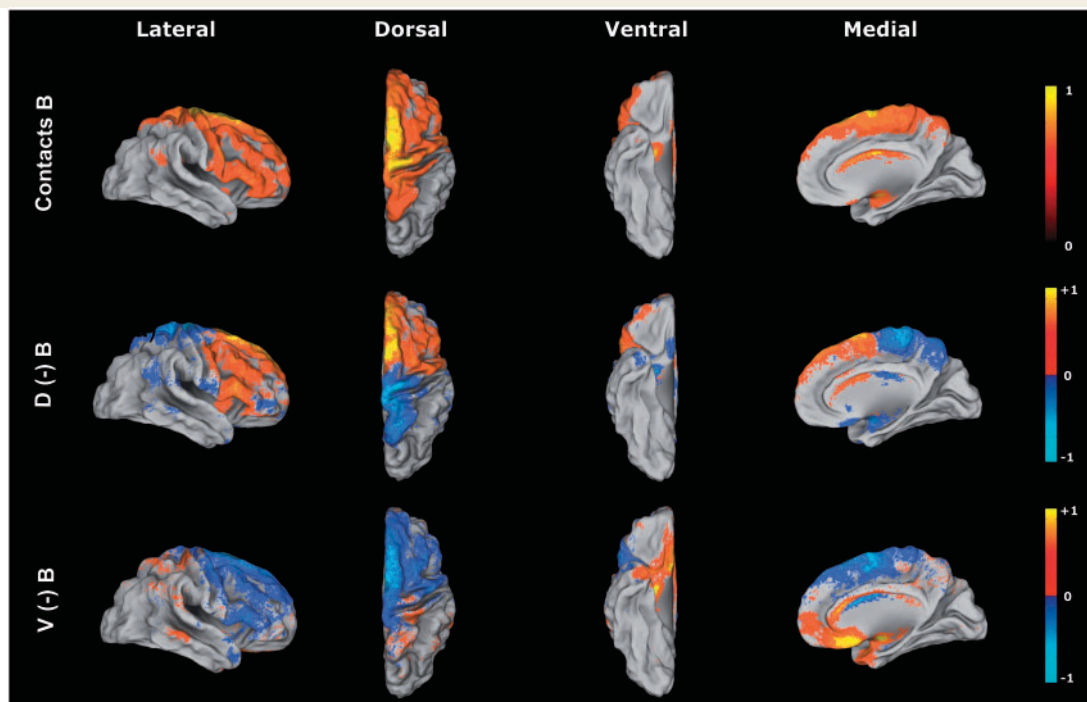 Lateral Dorsal Ventral Medial
Contacts B
1
0
D (-) B
+1
0
-1
V (-) B
+1
0
-1